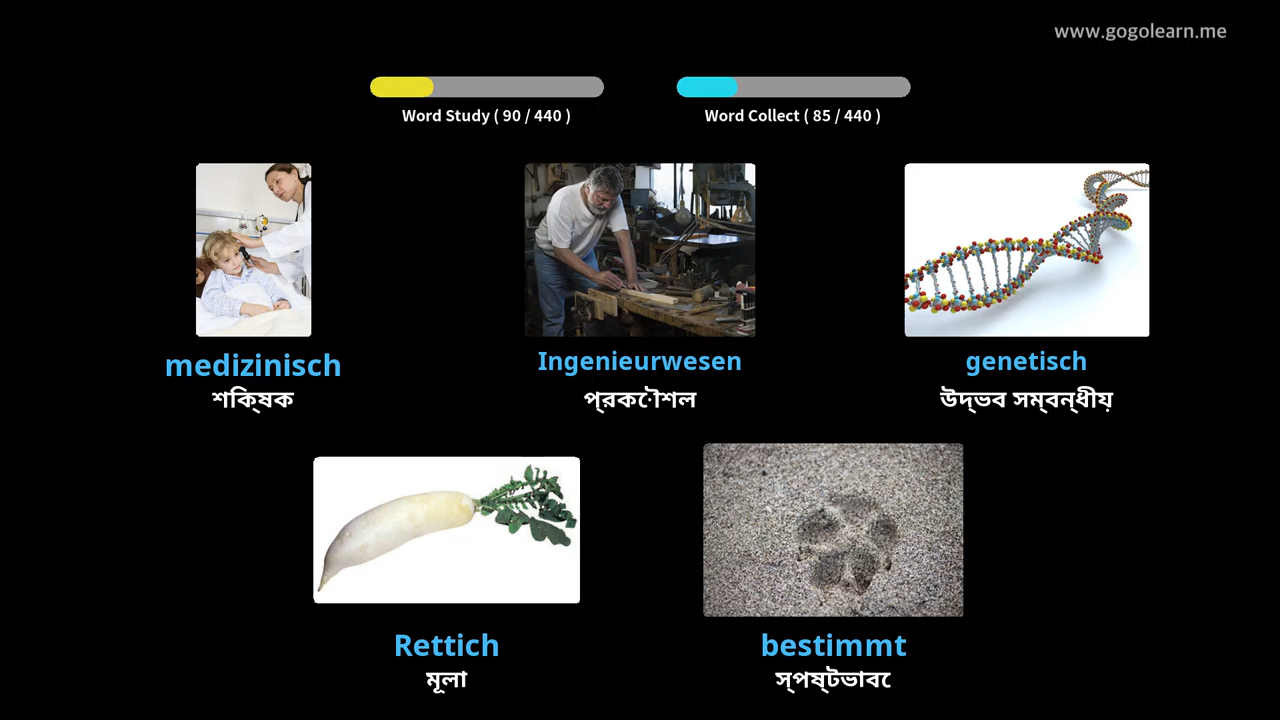 www.gogolearn.me
Word Study ( 90 / 440 )
Word Collect ( 85 / 440 )
medizinisch
শিক্ষক
Ingenieurwesen
প্রকৌশল
genetisch
উদ্ভব সম্বন্ধীয়
Rettich
মূলা
bestimmt
স্পষ্টভাবে